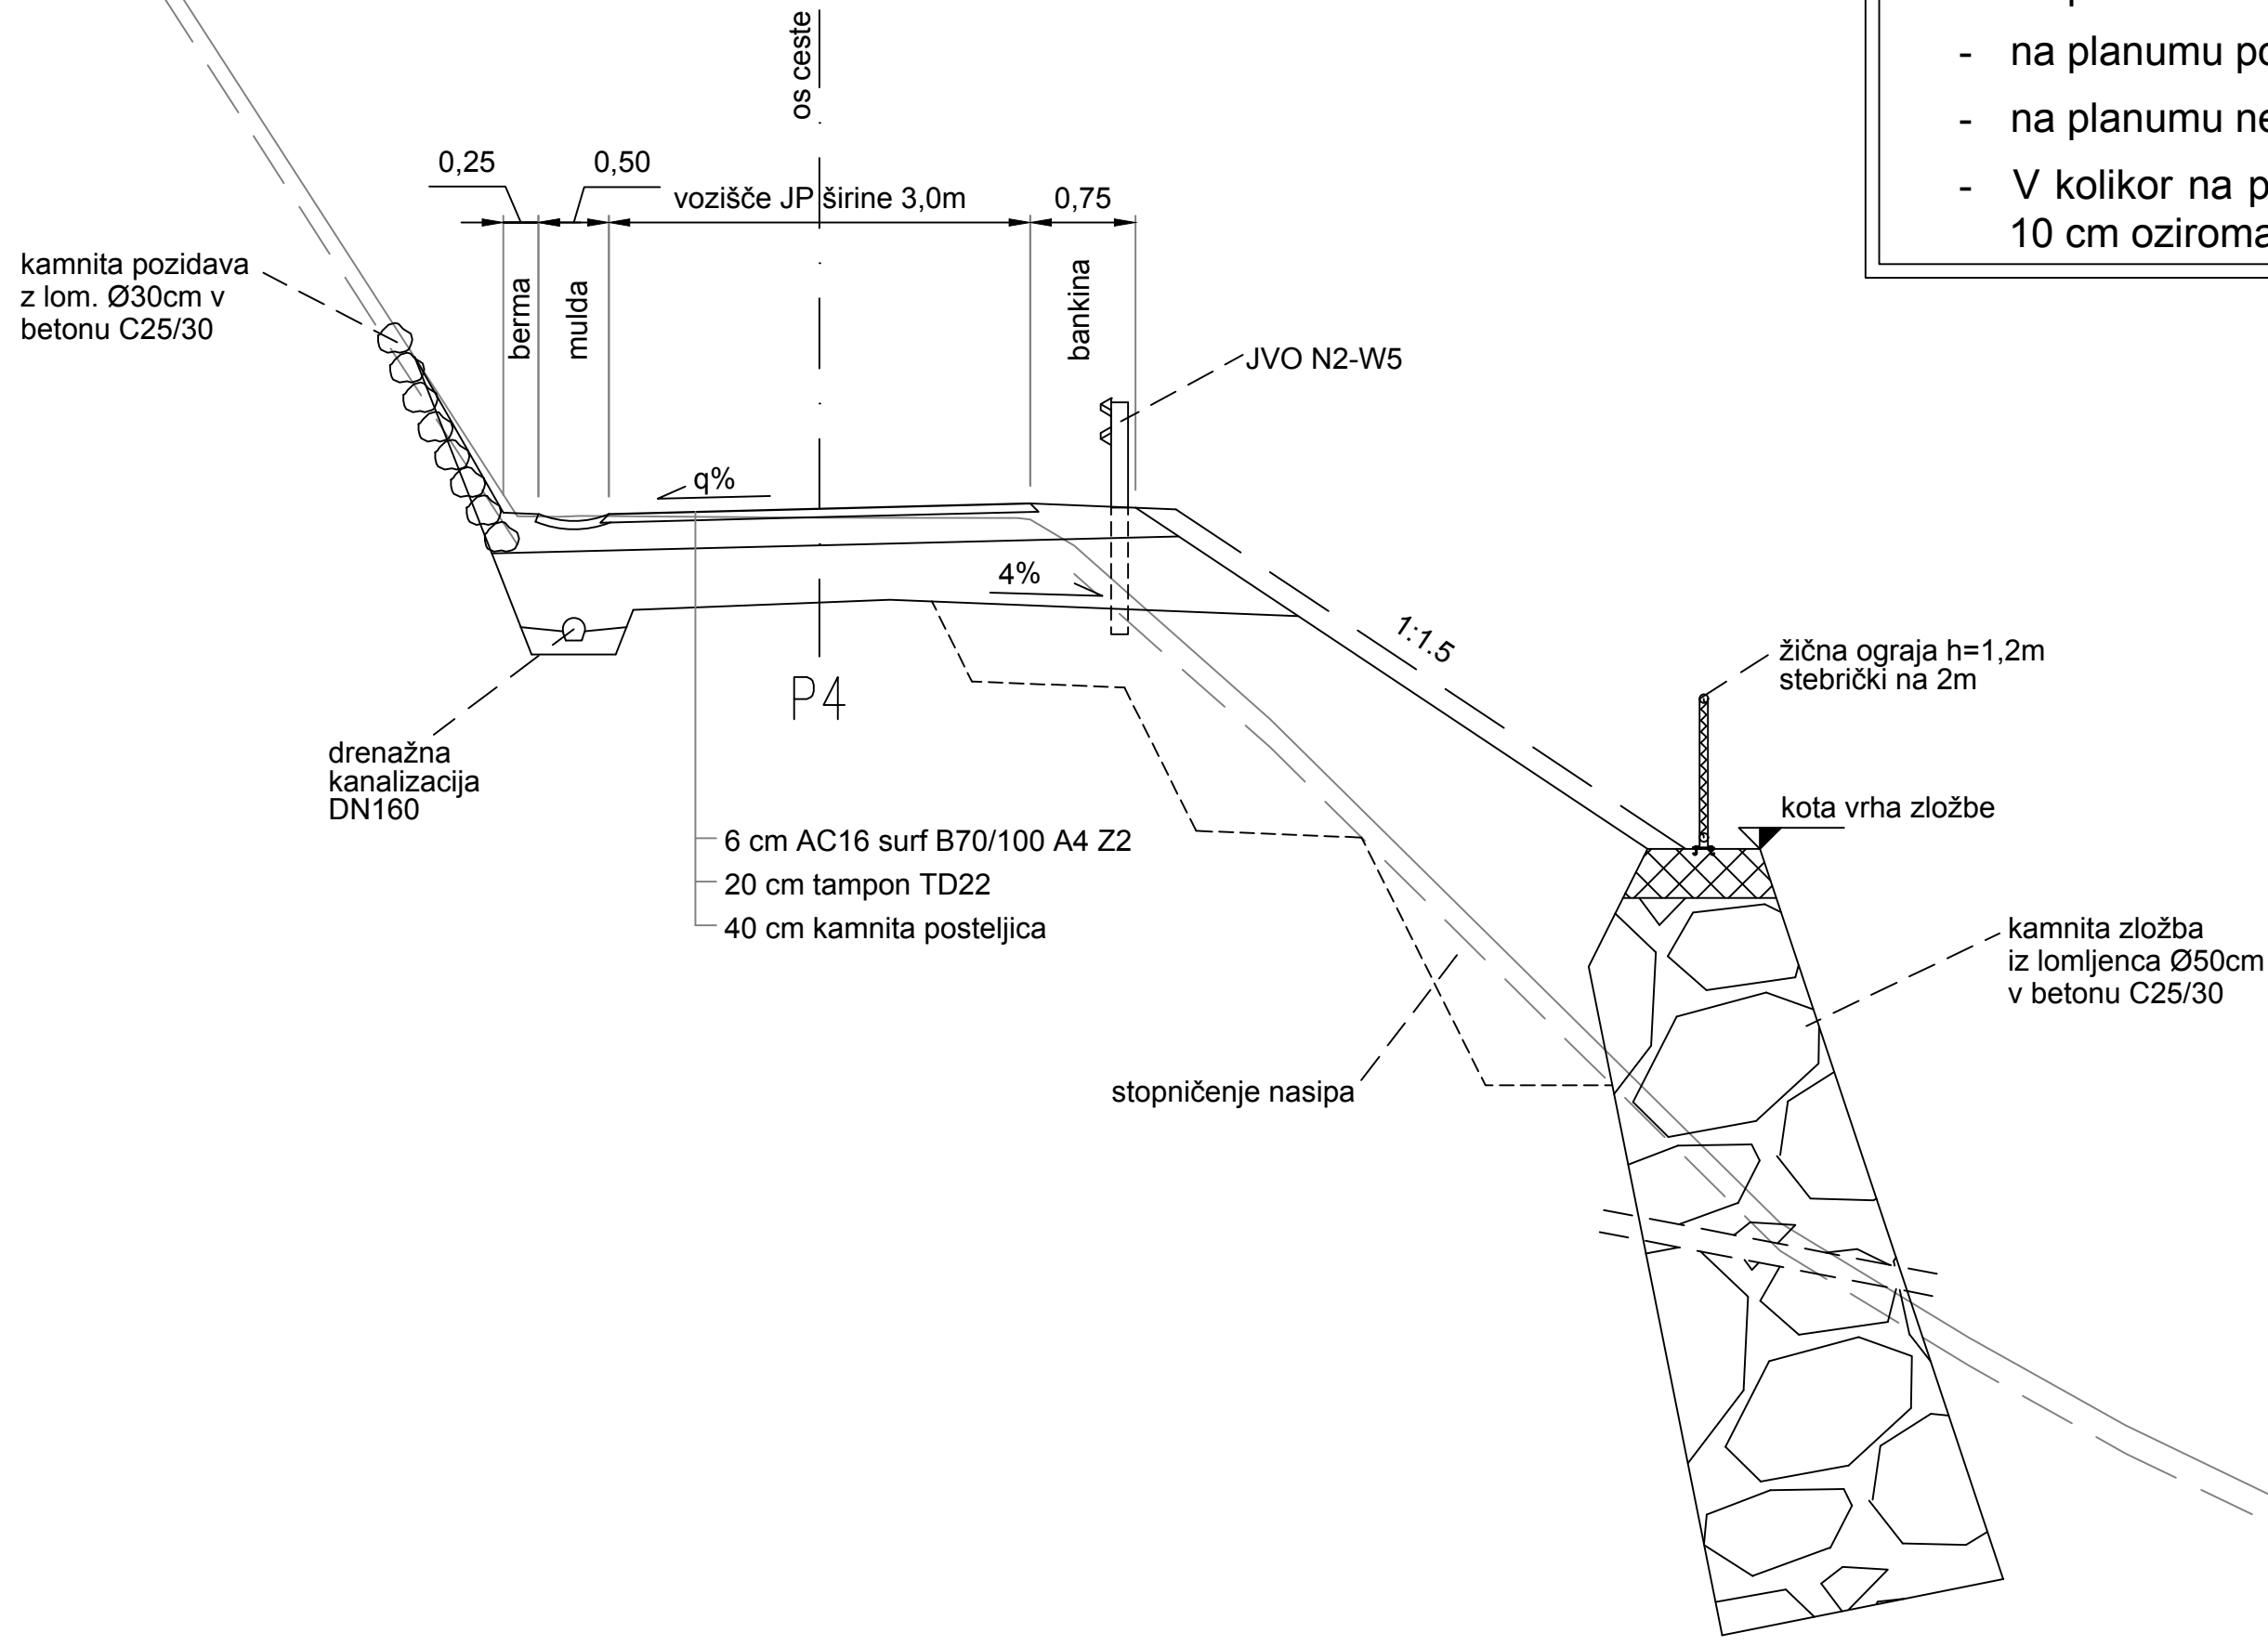 os ceste
- na planumu
- na planumu
- V kolikor na
10 cm oziroma
0,25
0,50
vozišče JP širine 3,0m
0,75
berma
mulda
bankina
kamnita pozidava
z lom. Ø30cm v
betonu C25/30
JVO N2-W5
q%
4%
1:1.5
P4
žična ograja h=1,2m
stebrički na 2m
drenažna
kanalizacija
DN160
kota vrha zložbe
6 cm AC16 surf B70/100 A4 Z2
20 cm tampon TD22
40 cm kamnita posteljica
kamnita zložba
iz lomljenca Ø50cm
v betonu C25/30
stopničenje nasipa